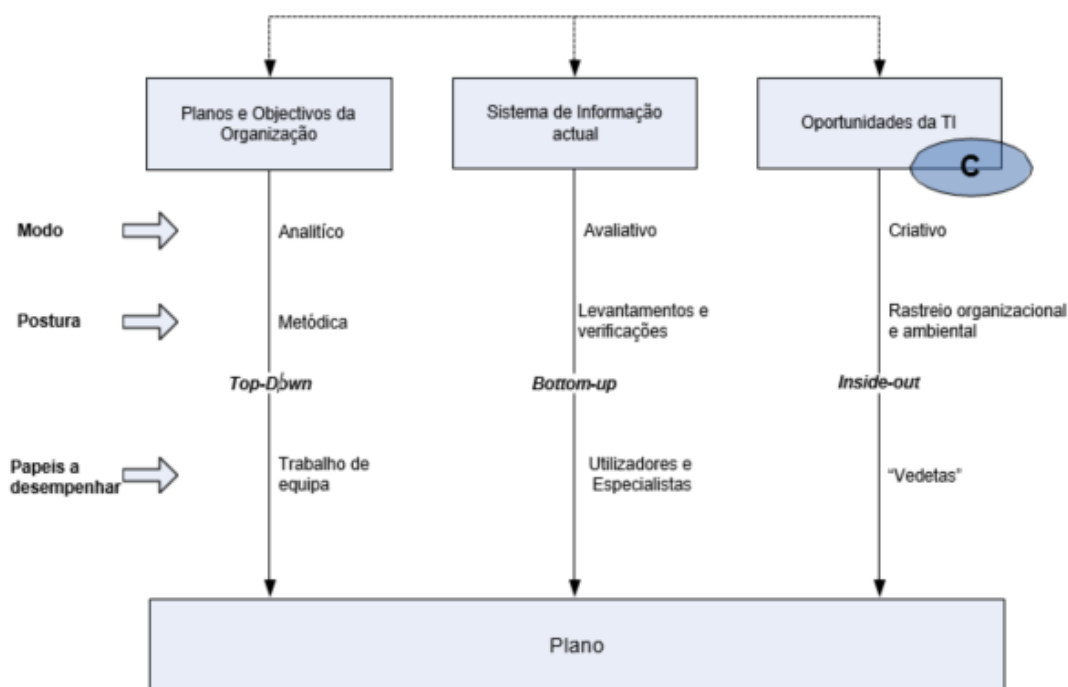 Planos e Objectivos da
Organização
Sistema de Informação
actual
Oportunidades da TI
C
Modo
Analitíco
Avaliativo
Criativo
Postura
Metódica
Levantamentos e
verificações
Rastreio organizacional
e ambiental
Top-Down
Bottom-up
Inside-out
Papeis a
desempenhar
Trabalho de
equipa
Utilizadores e
Especialistas
“Vedetas”
Plano